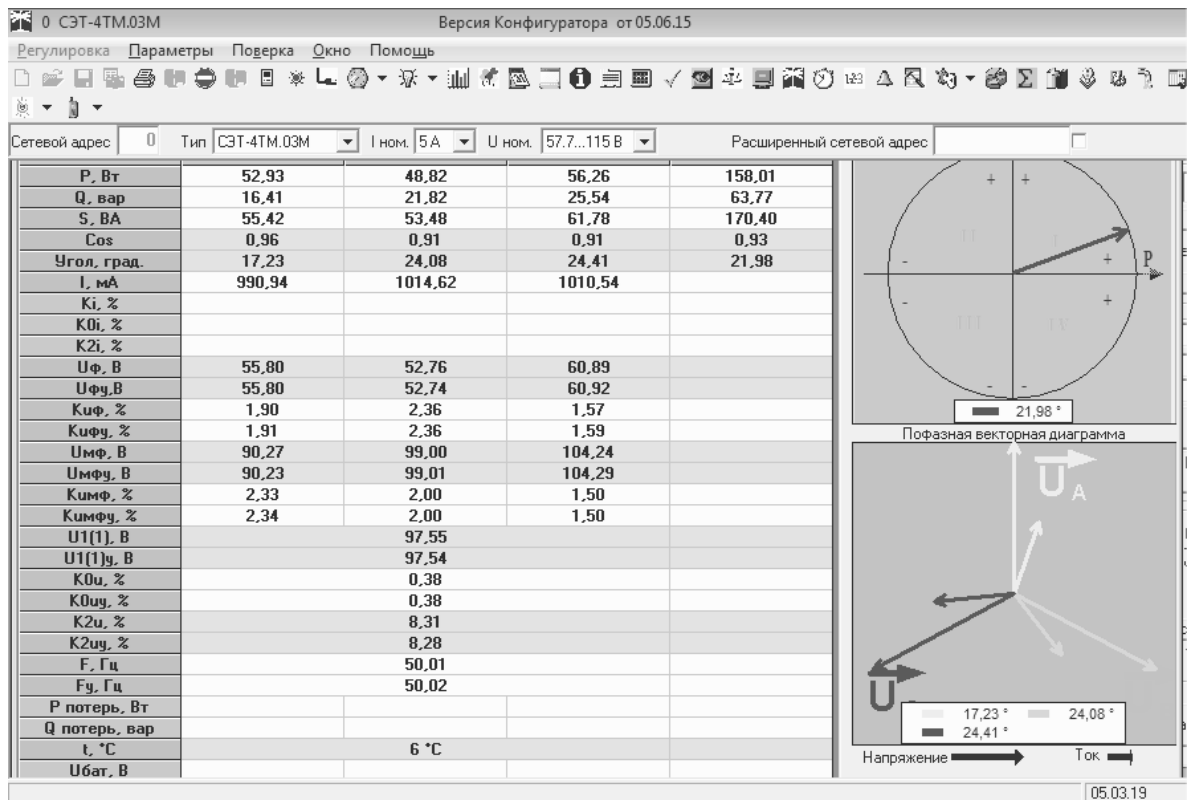 0 СЭТ-4ТМ.03М Версия Конфигуратора от 05.06.15
Регулировка Параметры Поверка Окно Помощь
Сетевой адрес 0 Тип СЭТ-4ТМ.03М I ном. 5 А U ном. 57.7...115 В Расширенный сетевой адрес
P, Вт 52,93 48,82 56,26 158,01
Q, вар 16,41 21,82 25,54 63,77
S, ВА 55,42 53,48 61,78 170,40
Cos 0,96 0,91 0,91 0,93
Угол, град. 17,23 24,08 24,41 21,98
I, мА 990,94 1014,62 1010,54
Ki, %
K0i, %
K2i, %
Uф, В 55,80 52,76 60,89
Uфу,В 55,80 52,74 60,92
Kuф, % 1,90 2,36 1,57
Kuфу, % 1,91 2,36 1,59
Uмф, В 90,27 99,00 104,24
Uмфу, В 90,23 99,01 104,29
Kuмф, % 2,33 2,00 1,50
Kuмфу, % 2,34 2,00 1,50
U1(1), В 97,55
U1(1)у, В 97,54
K0u, % 0,38
K0uу, % 0,38
K2u, % 8,31
K2uу, % 8,28
F, Гц 50,01
Fу, Гц 50,02
P потерь, Вт
Q потерь, вар
t, °C 6 °C
Uбат, В
+ +
II I
- + P
- +
III IV
- -
21,98 °
Пофазная векторная диаграмма
U A
U
17,23 ° 24,08 °
24,41 °
Напряжение Ток
05.03.19